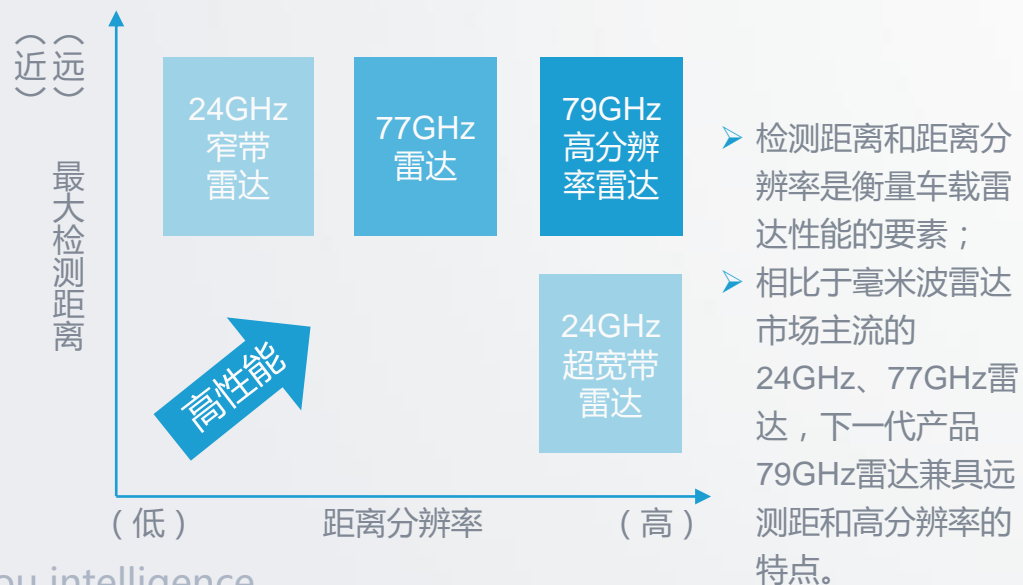 （远）
（近）
最大检测距离
24GHz
窄带
雷达
77GHz
雷达
79GHz
高分辨
率雷达
24GHz
超宽带
雷达
高性能
（低）
距离分辨率
（高）
➢ 检测距离和距离分
辨率是衡量车载雷
达性能的要素；
➢ 相比于毫米波雷达
市场主流的
24GHz、77GHz雷
达，下一代产品
79GHz雷达兼具远
测距和高分辨率的
特点。
ou intelligence